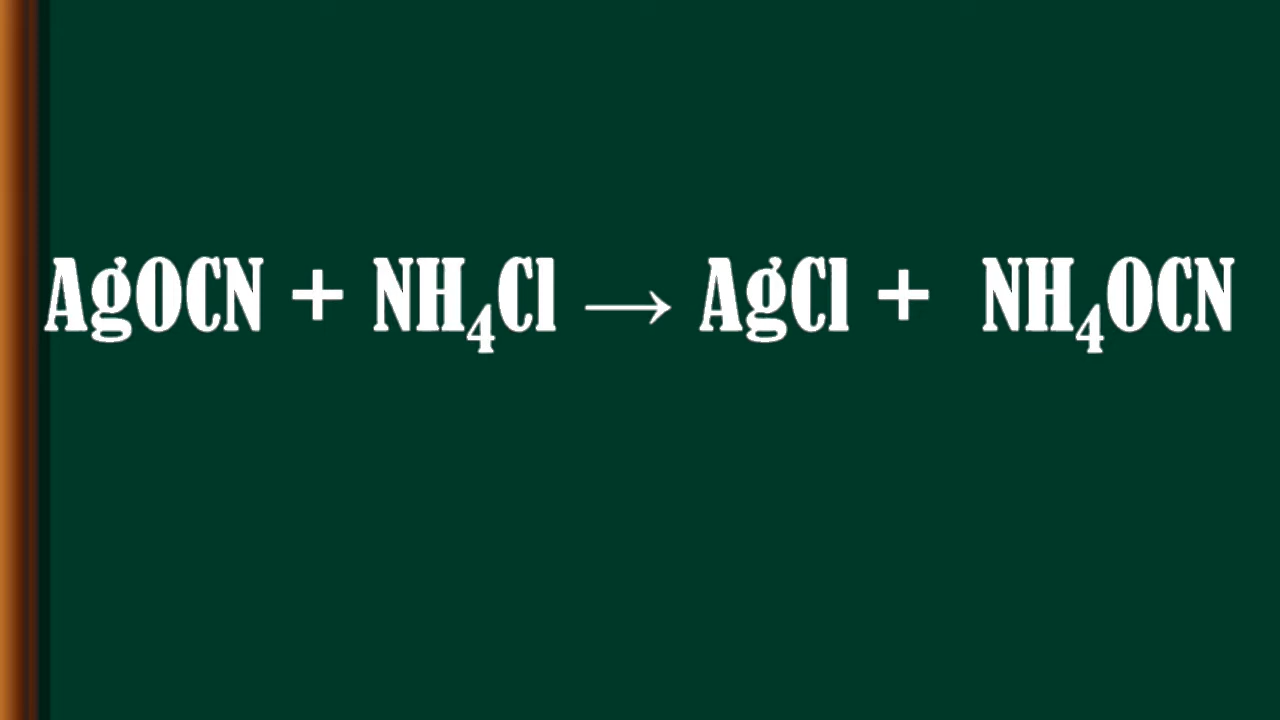 AgOCN + NH₄Cl → AgCl + NH₄OCN